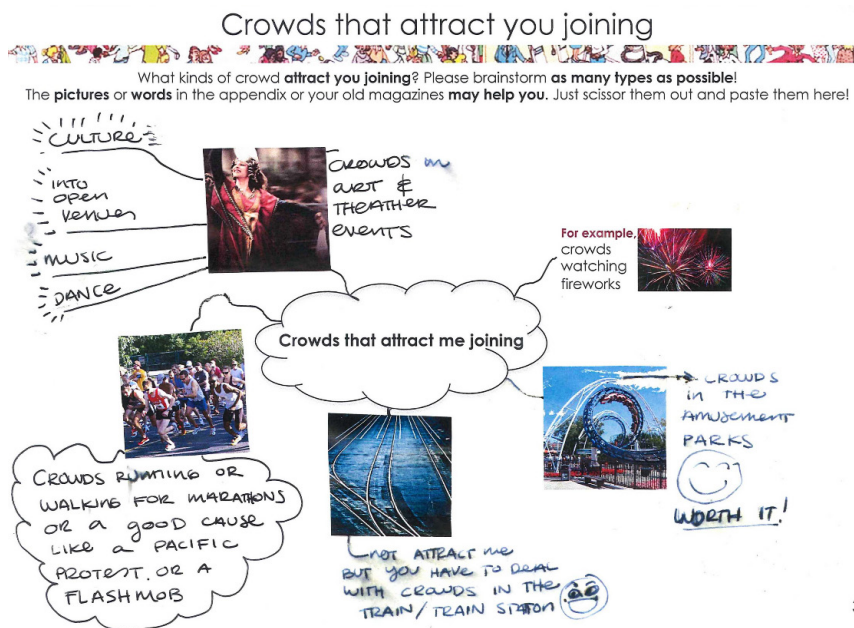 Crowds that attract you joining
What kinds of crowd attract you joining? Please brainstorm as many types as possible!
The pictures or words in the appendix or your old magazines may help you. Just scissor them out and paste them here!
CULTURE
INTO
open
venues
MUSIC
DANCE
CROWDS in
ART &
THEATHER
events
For example,
crowds
watching
fireworks
Crowds that attract me joining
CROWDS
in THE
AMUSEMENT
PARKS
WORTH IT!
CROWDS RUNNING OR
WALKING FOR MARATHONS
OR a good CAUSE
LIKE a PACIFIC
PROTEST, OR A
FLASHMOB
NOT ATTRACT me
BUT YOU HAVE TO DEAL
WITH CROWDS IN THE
TRAIN/TRAIN STATION